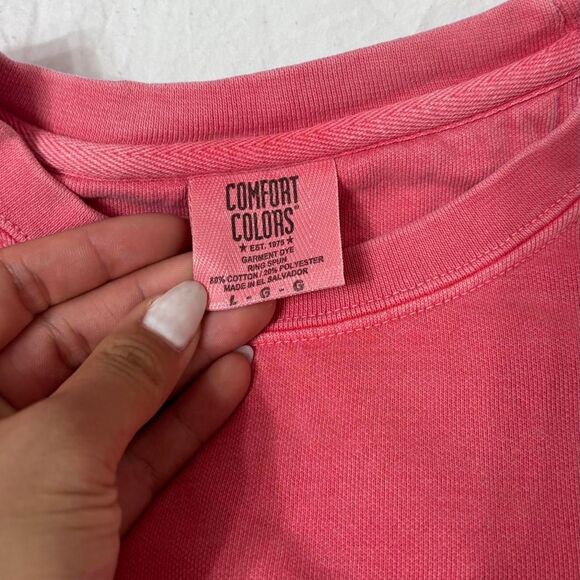 COMFORT
COLORS®
★ EST. 1975 ★
GARMENT DYE
RING SPUN
80% COTTON / 20% POLYESTER
MADE IN EL SALVADOR
L - G - G